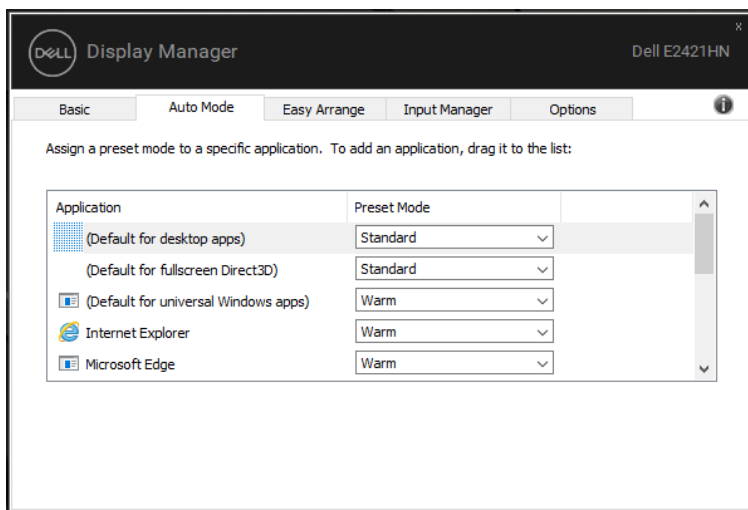 DELL Display Manager Dell E2421HN x
Basic Auto Mode Easy Arrange Input Manager Options i
Assign a preset mode to a specific application. To add an application, drag it to the list:
Application Preset Mode
(Default for desktop apps) Standard
(Default for fullscreen Direct3D) Standard
(Default for universal Windows apps) Warm
Internet Explorer Warm
Microsoft Edge Warm